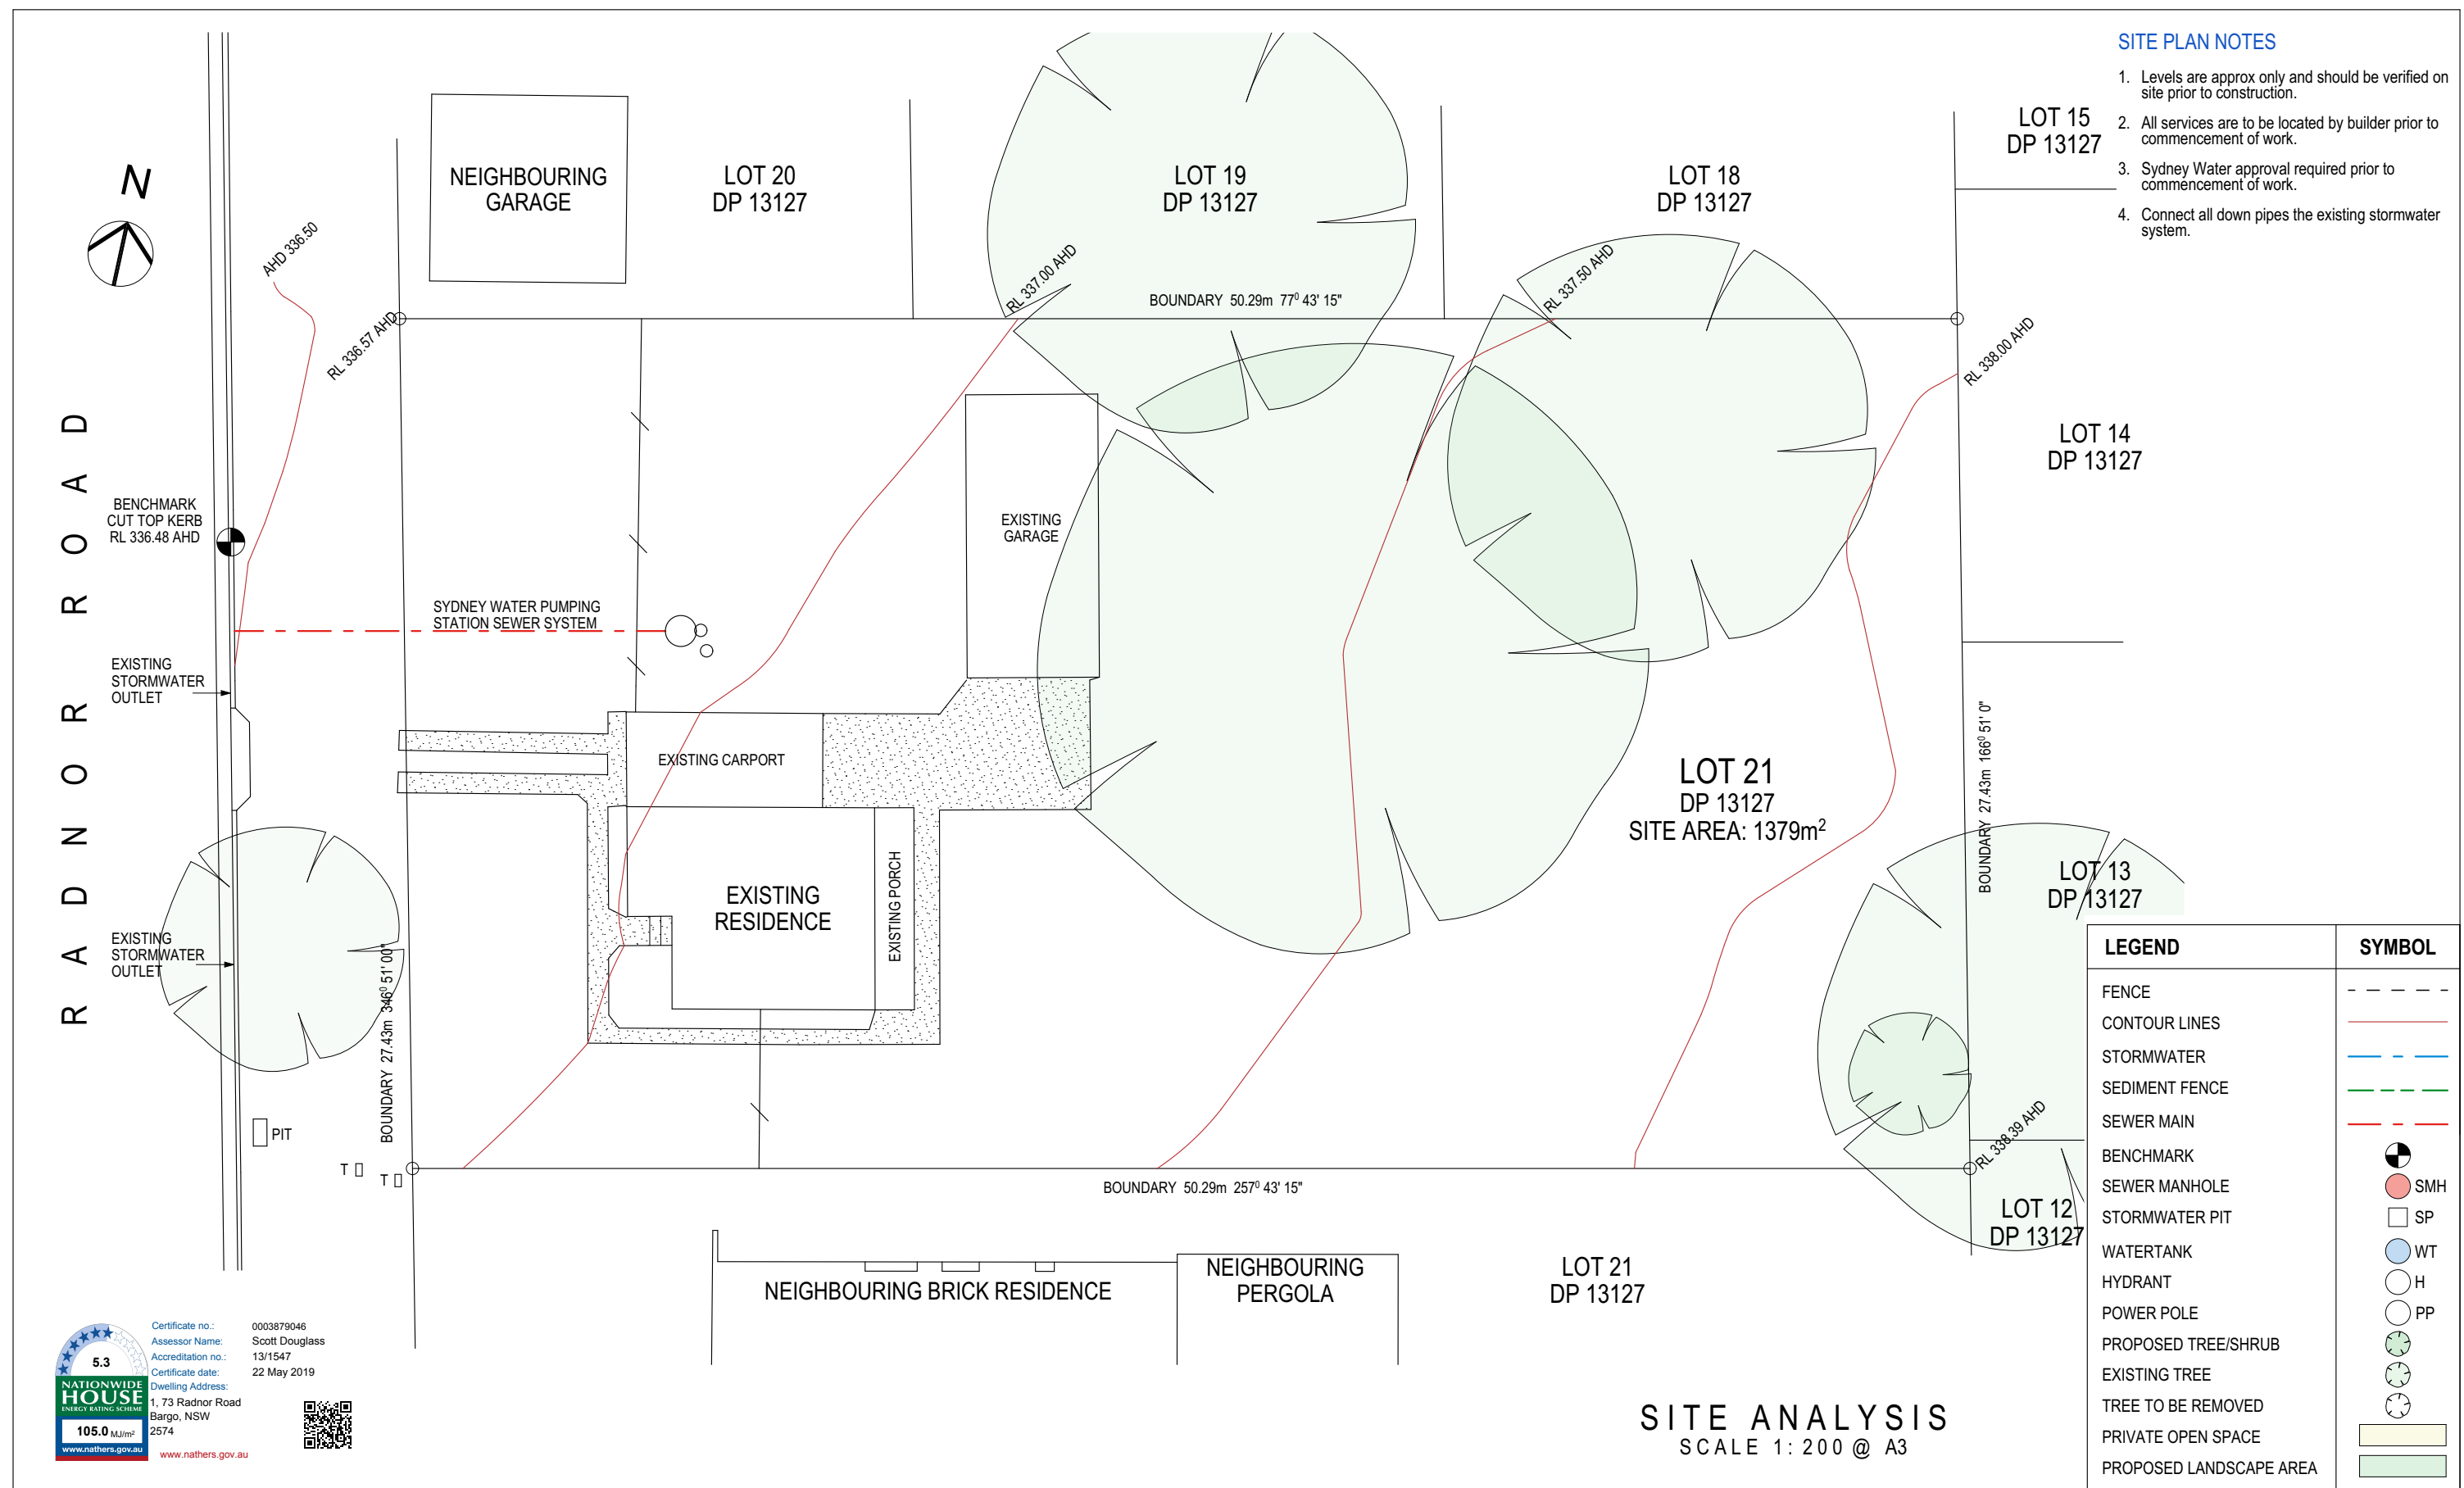 SITE PLAN NOTES
1. Levels are approx only and should be verified on
site prior to construction.
2. All services are to be located by builder prior to
commencement of work.
3. Sydney Water approval required prior to
commencement of work.
4. Connect all down pipes the existing stormwater
system.
N
NEIGHBOURING
GARAGE
LOT 20
DP 13127
LOT 19
DP 13127
LOT 18
DP 13127
LOT 15
DP 13127
AHD 336.50
RL 336.57 AHD
RL 337.00 AHD
BOUNDARY 50.29m 77⁰ 43' 15"
RL 337.50 AHD
RL 338.00 AHD
LOT 14
DP 13127
RADNOR ROAD
BENCHMARK
CUT TOP KERB
RL 336.48 AHD
EXISTING
GARAGE
SYDNEY WATER PUMPING
STATION SEWER SYSTEM
EXISTING
STORMWATER
OUTLET
EXISTING CARPORT
LOT 21
DP 13127
SITE AREA: 1379m²
BOUNDARY 27.43m 166⁰ 51' 0"
EXISTING
RESIDENCE
EXISTING PORCH
LOT 13
DP 13127
EXISTING
STORMWATER
OUTLET
BOUNDARY 27.43m 346⁰ 51' 00"
PIT
T
T
RL 338.39 AHD
BOUNDARY 50.29m 257⁰ 43' 15"
LOT 12
DP 13127
NEIGHBOURING BRICK RESIDENCE
NEIGHBOURING
PERGOLA
LOT 21
DP 13127
LEGEND SYMBOL
FENCE
CONTOUR LINES
STORMWATER
SEDIMENT FENCE
SEWER MAIN
BENCHMARK
SEWER MANHOLE SMH
STORMWATER PIT SP
WATERTANK WT
HYDRANT H
POWER POLE PP
PROPOSED TREE/SHRUB
EXISTING TREE
TREE TO BE REMOVED
PRIVATE OPEN SPACE
PROPOSED LANDSCAPE AREA
5.3
NATIONWIDE
HOUSE
ENERGY RATING SCHEME
105.0 MJ/m²
www.nathers.gov.au
Certificate no.: 0003879046
Assessor Name: Scott Douglass
Accreditation no.: 13/1547
Certificate date: 22 May 2019
Dwelling Address:
1, 73 Radnor Road
Bargo, NSW
2574
www.nathers.gov.au
SITE ANALYSIS
SCALE 1:200 @ A3